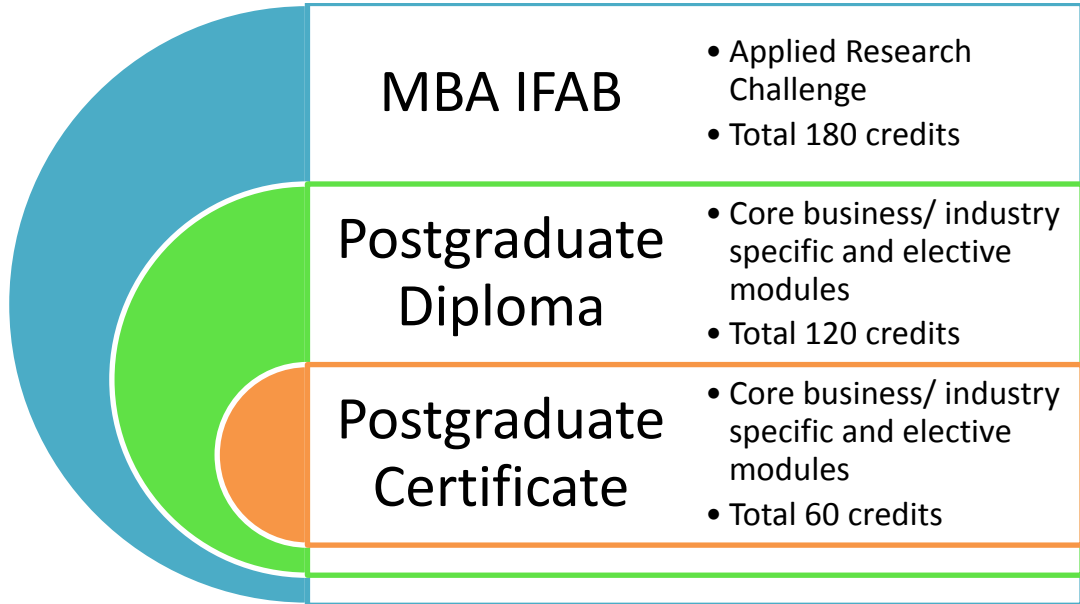 MBA IFAB
• Applied Research
Challenge
• Total 180 credits
Postgraduate
Diploma
• Core business/ industry
specific and elective
modules
• Total 120 credits
Postgraduate
Certificate
• Core business/ industry
specific and elective
modules
• Total 60 credits